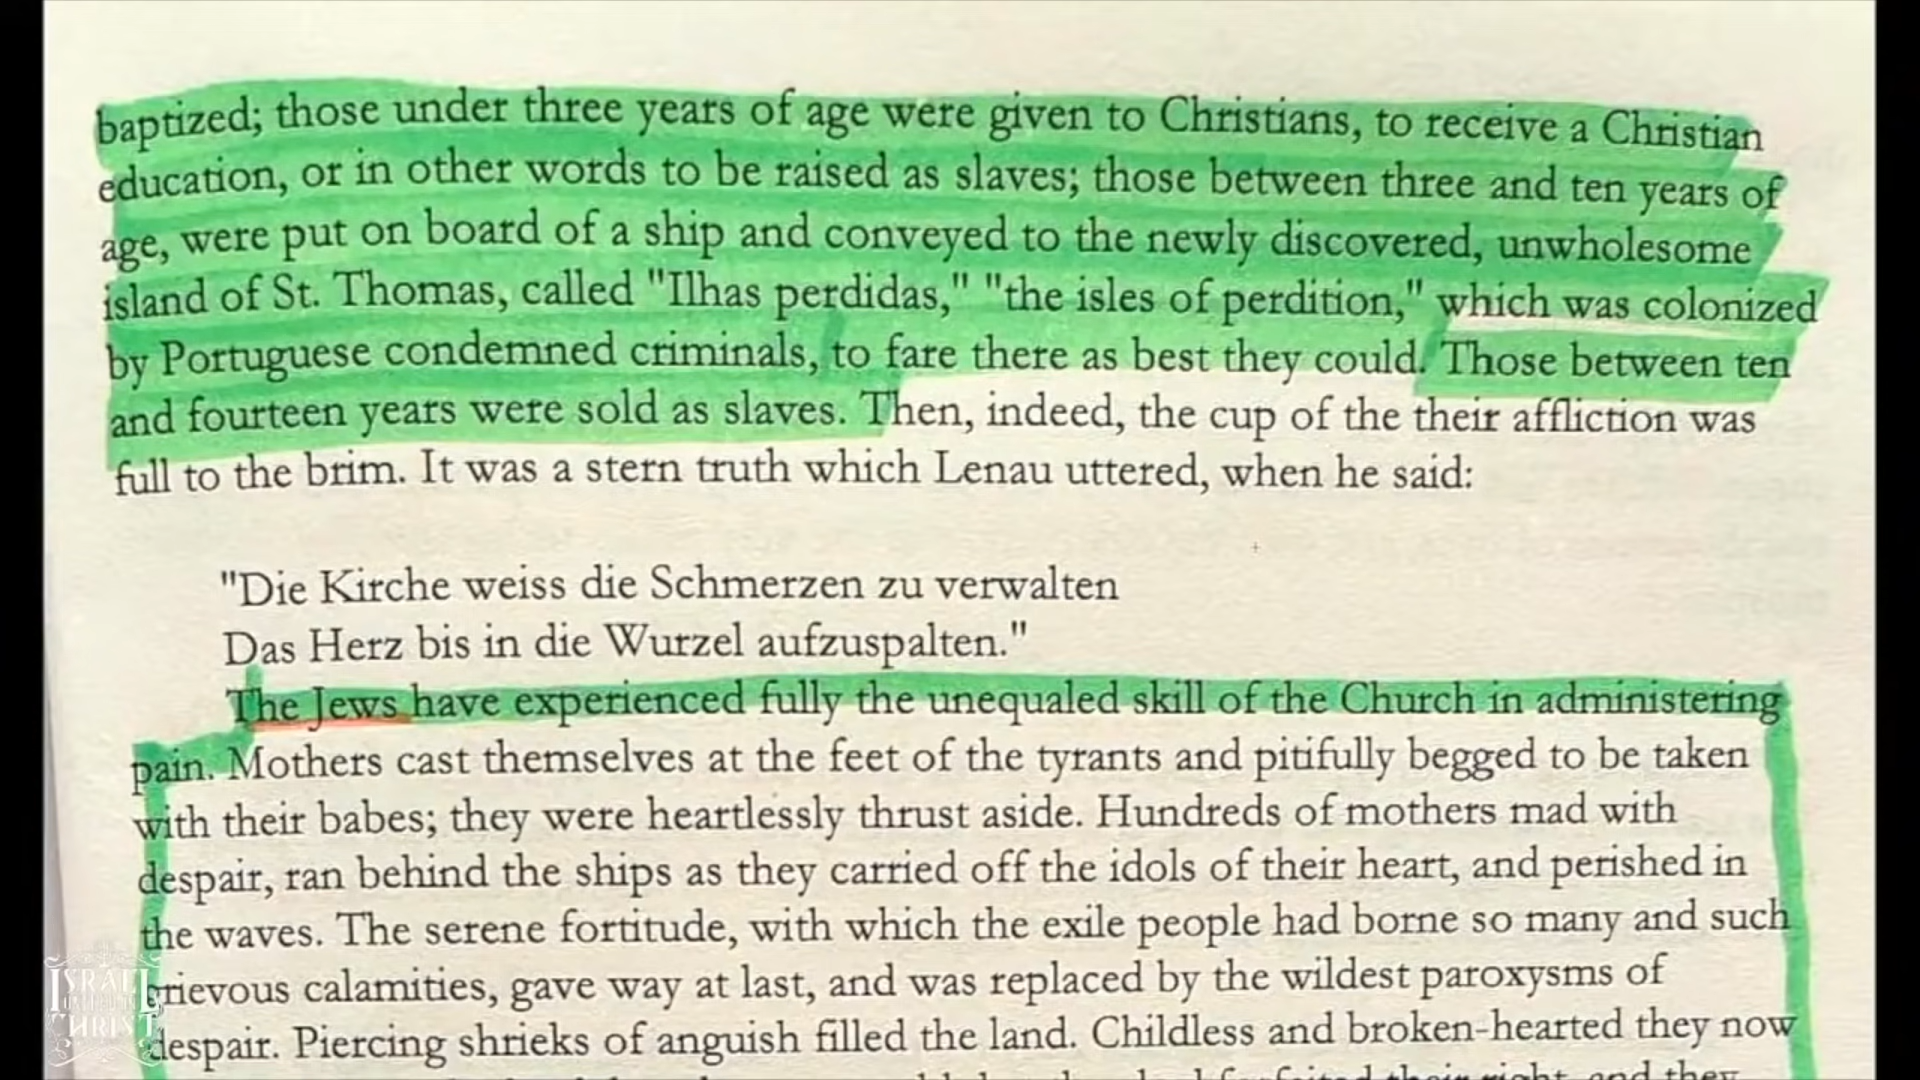 baptized; those under three years of age were given to Christians, to receive a Christian
education, or in other words to be raised as slaves; those between three and ten years of
age, were put on board of a ship and conveyed to the newly discovered, unwholesome
island of St. Thomas, called "Ilhas perdidas," "the isles of perdition," which was colonized
by Portuguese condemned criminals, to fare there as best they could. Those between ten
and fourteen years were sold as slaves. Then, indeed, the cup of the their affliction was
full to the brim. It was a stern truth which Lenau uttered, when he said:
"Die Kirche weiss die Schmerzen zu verwalten
Das Herz bis in die Wurzel aufzuspalten."
The Jews have experienced fully the unequaled skill of the Church in administering
pain. Mothers cast themselves at the feet of the tyrants and pitifully begged to be taken
with their babes; they were heartlessly thrust aside. Hundreds of mothers mad with
despair, ran behind the ships as they carried off the idols of their heart, and perished in
the waves. The serene fortitude, with which the exile people had borne so many and such
grievous calamities, gave way at last, and was replaced by the wildest paroxysms of
despair. Piercing shrieks of anguish filled the land. Childless and broken-hearted they now
forfeited their right, and they
ISRAEL
UNITED IN
CHRIST